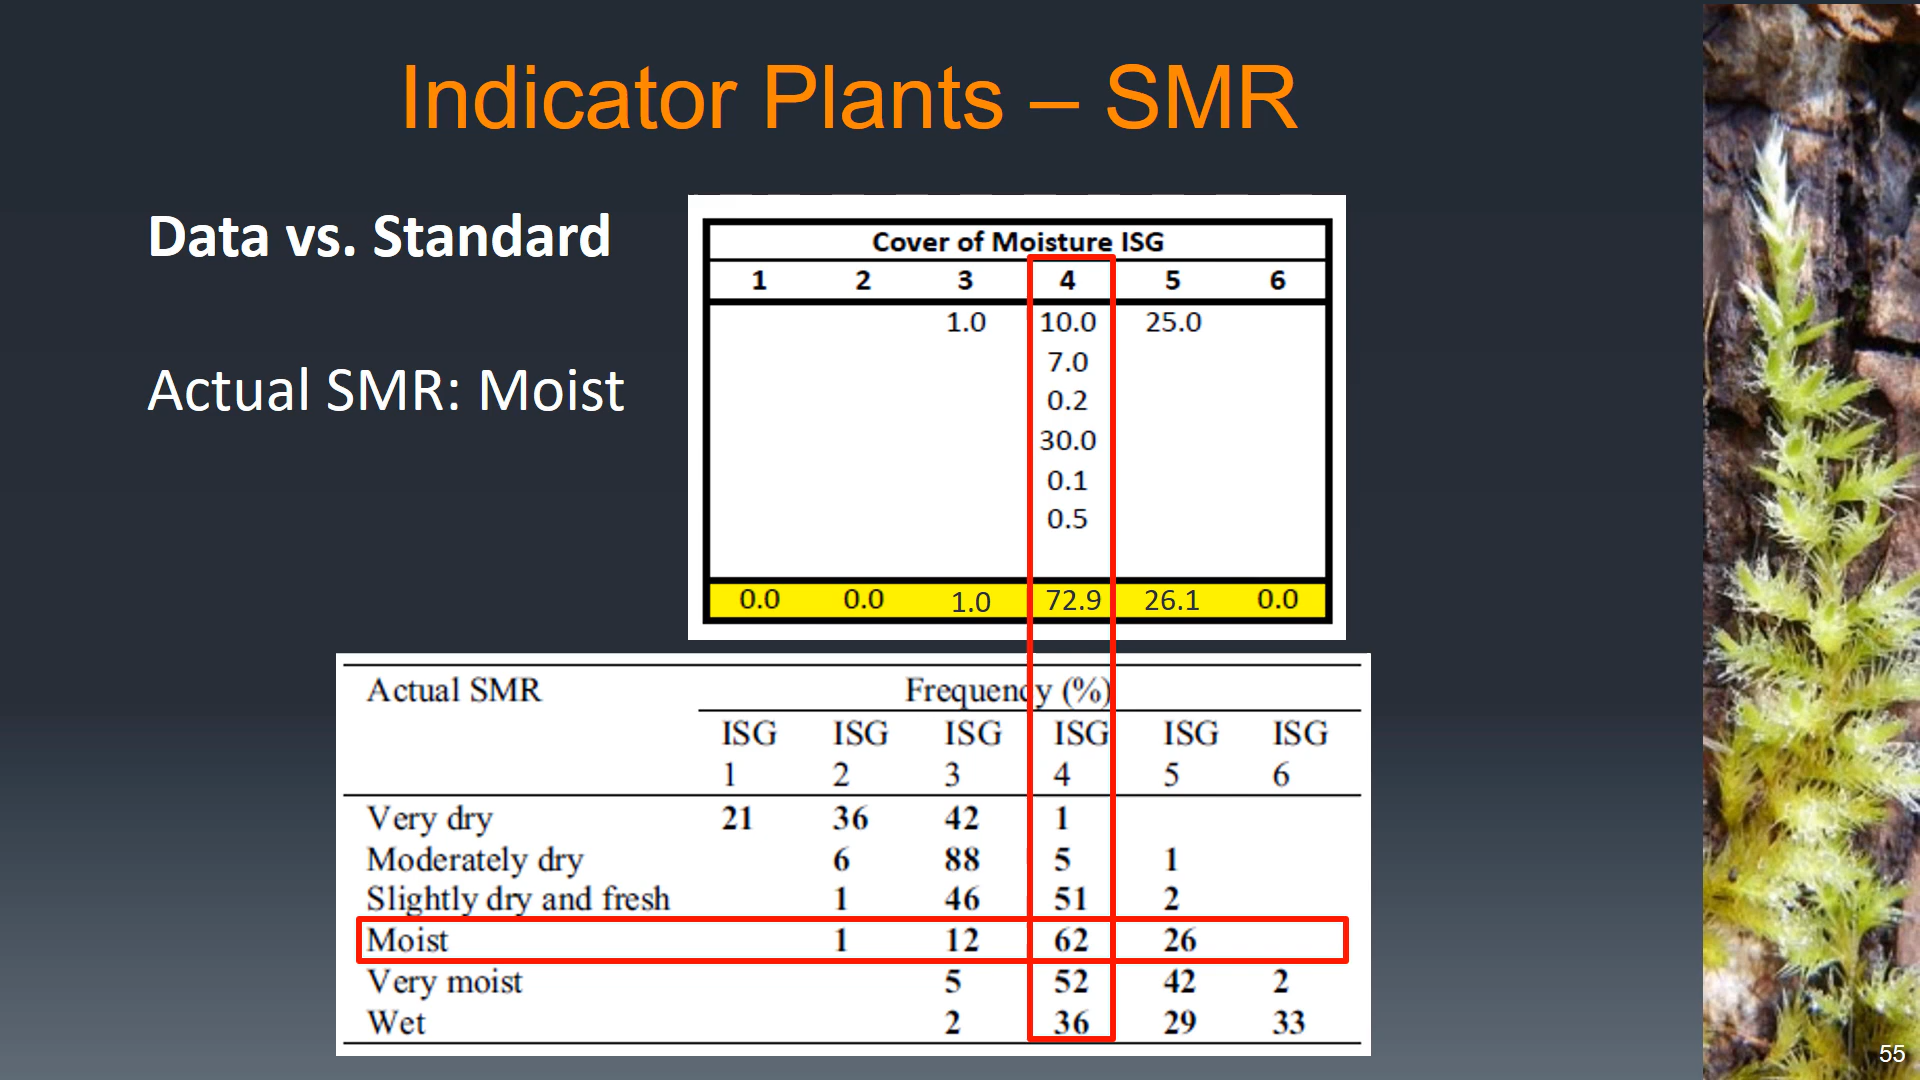 Indicator Plants – SMR
Data vs. Standard
Actual SMR: Moist
Cover of Moisture ISG
1 2 3 4 5 6
1.0 10.0 25.0
7.0
0.2
30.0
0.1
0.5
0.0 0.0 1.0 72.9 26.1 0.0
Actual SMR Frequency (%)
ISG ISG ISG ISG ISG ISG
1 2 3 4 5 6
Very dry 21 36 42 1
Moderately dry 6 88 5 1
Slightly dry and fresh 1 46 51 2
Moist 1 12 62 26
Very moist 5 52 42 2
Wet 2 36 29 33
55